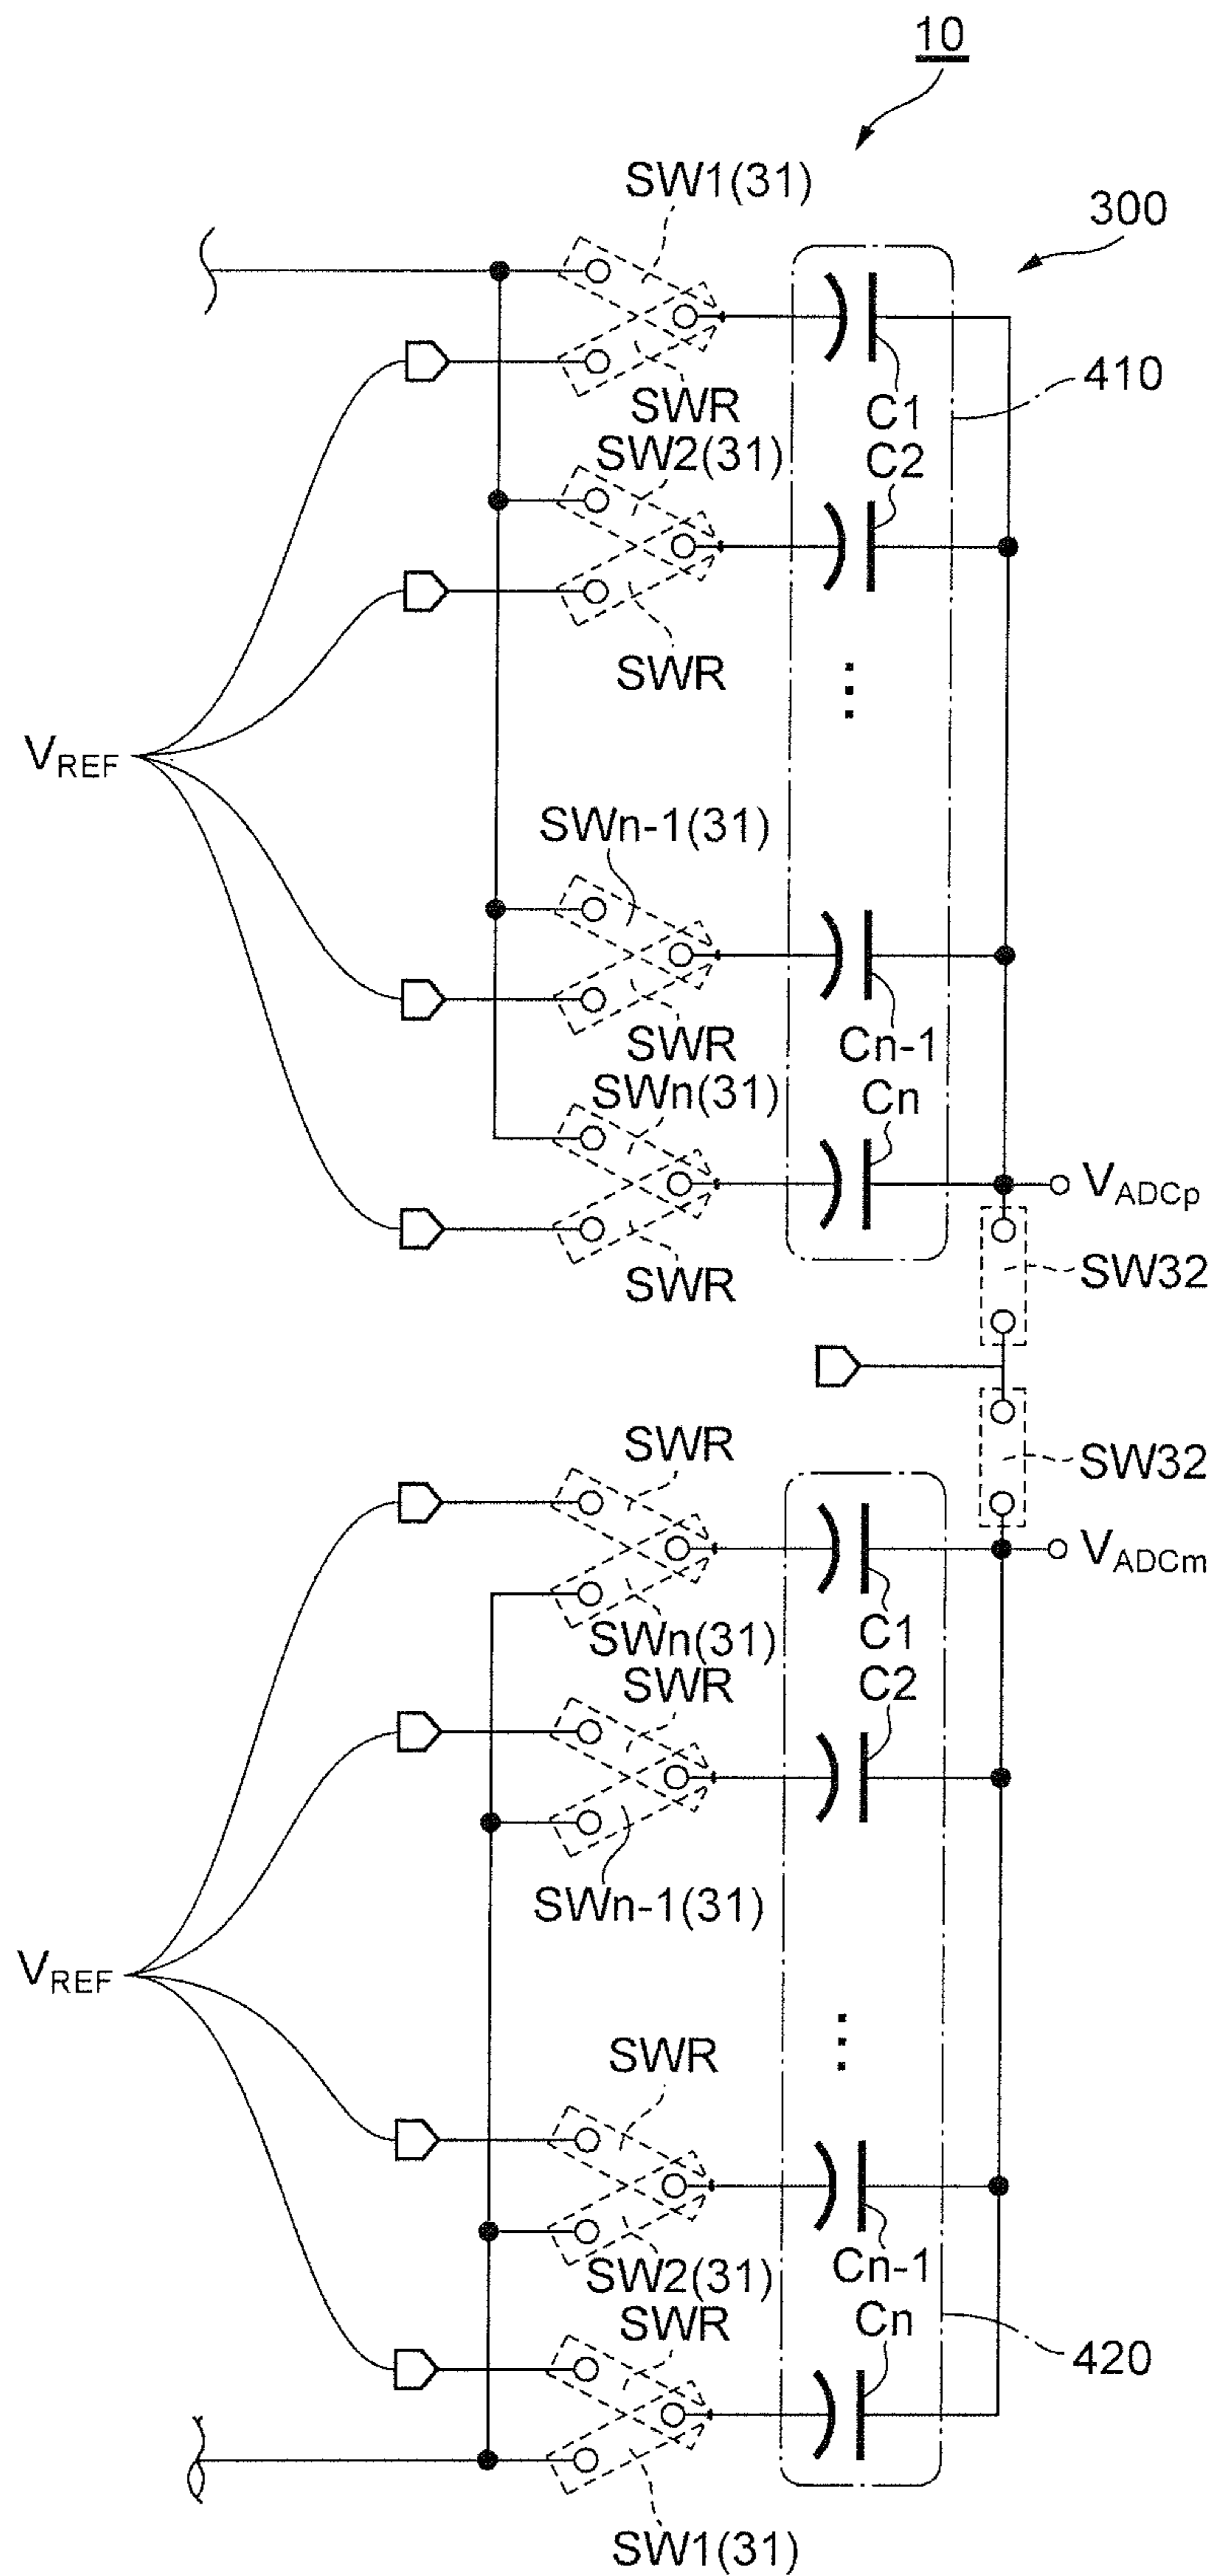 10
SW1(31)
300
SWR
C1
410
SW2(31)
C2
SWR
VREF
SWn-1(31)
SWR
Cn-1
SWn(31)
Cn
VADCp
SWR
SW32
SWR
SW32
VADCm
SWn(31)
C1
SWR
C2
SWn-1(31)
VREF
SWR
SW2(31)
Cn-1
SWR
Cn
420
SW1(31)